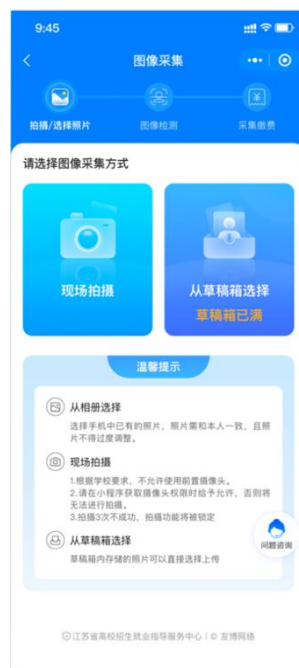 9:45
图像采集
拍摄/选择照片
图像检测
采集缴费
请选择图像采集方式
现场拍摄
从草稿箱选择
草稿箱已满
温馨提示
从相册选择
选择手机中已有的照片，照片需和本人一致，且照
片不得过度调整。
现场拍摄
1.根据学校要求，不允许使用前置摄像头。
2.请在小程序获取摄像头权限时给予允许，否则将
无法进行拍摄。
3.拍摄3次不成功，拍摄功能将被锁定
从草稿箱选择
草稿箱内存储的照片可以直接选择上传
问题咨询
江苏省高校招生就业指导服务中心 | © 友博网络